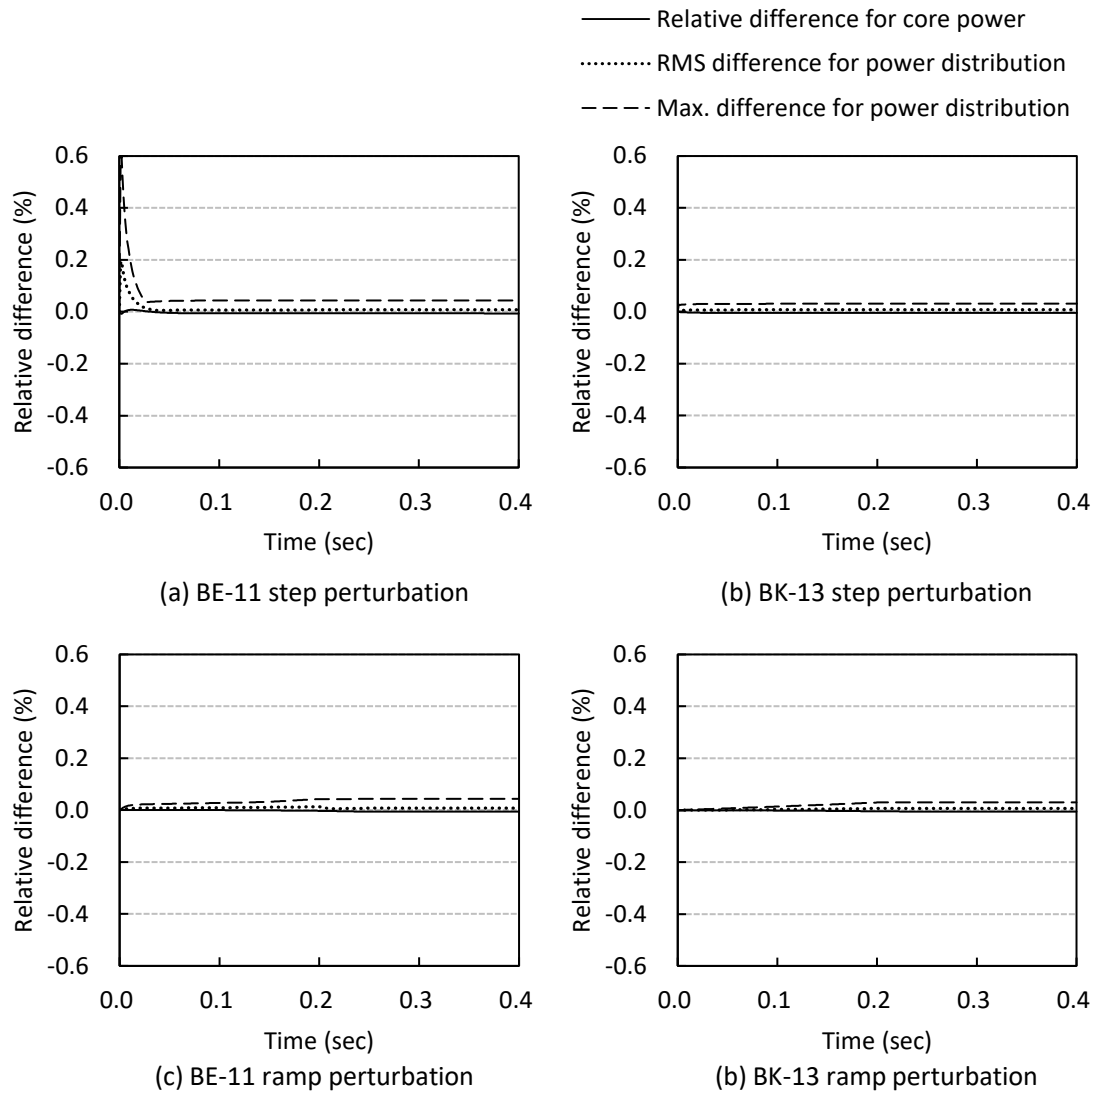 Relative difference for core power
RMS difference for power distribution
Max. difference for power distribution
Relative difference (%)
0.6
0.4
0.2
0.0
-0.2
-0.4
-0.6
0.0 0.1 0.2 0.3 0.4
Time (sec)
(a) BE-11 step perturbation
Relative difference (%)
0.6
0.4
0.2
0.0
-0.2
-0.4
-0.6
0.0 0.1 0.2 0.3 0.4
Time (sec)
(b) BK-13 step perturbation
Relative difference (%)
0.6
0.4
0.2
0.0
-0.2
-0.4
-0.6
0.0 0.1 0.2 0.3 0.4
Time (sec)
(c) BE-11 ramp perturbation
Relative difference (%)
0.6
0.4
0.2
0.0
-0.2
-0.4
-0.6
0.0 0.1 0.2 0.3 0.4
Time (sec)
(b) BK-13 ramp perturbation